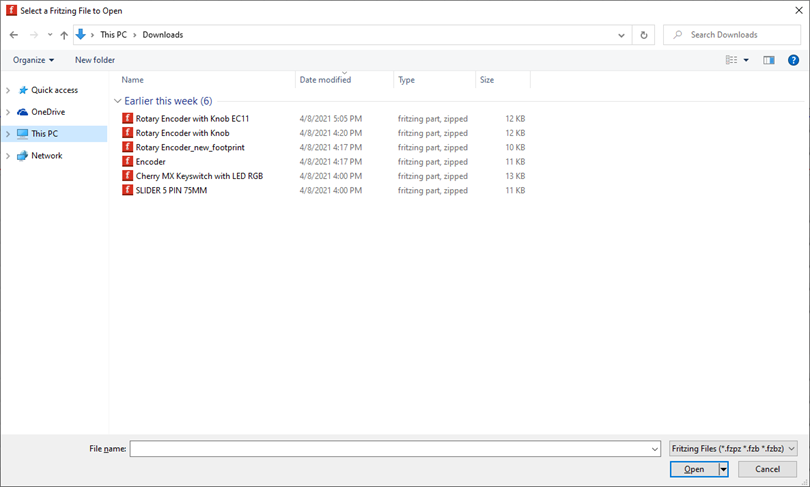 Select a Fritzing File to Open
This PC Downloads
Search Downloads
Organize New folder
Name Date modified Type Size
Quick access
OneDrive
This PC
Network
Earlier this week (6)
Rotary Encoder with Knob EC11 4/8/2021 5:05 PM fritzing part, zipped 12 KB
Rotary Encoder with Knob 4/8/2021 4:20 PM fritzing part, zipped 12 KB
Rotary Encoder_new_footprint 4/8/2021 4:17 PM fritzing part, zipped 10 KB
Encoder 4/8/2021 4:17 PM fritzing part, zipped 11 KB
Cherry MX Keyswitch with LED RGB 4/8/2021 4:00 PM fritzing part, zipped 13 KB
SLIDER 5 PIN 75MM 4/8/2021 4:00 PM fritzing part, zipped 11 KB
File name: Fritzing Files (*.fzpz *.fzb *.fzbz)
Open Cancel